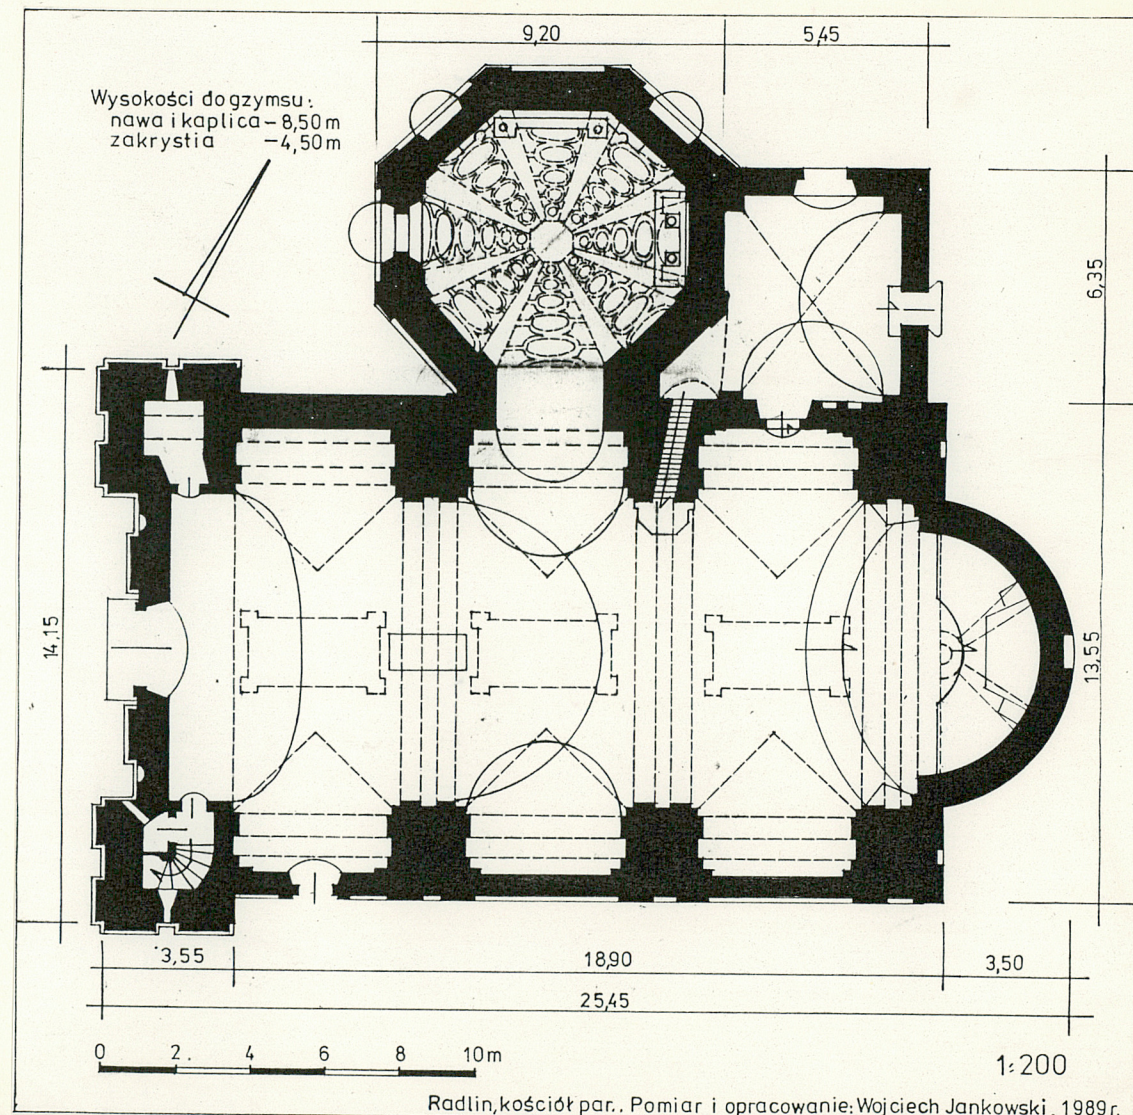 9,20
5,45
Wysokości do gzymsu:
nawa i kaplica – 8,50 m
zakrystia – 4,50 m
6,35
14,15
13,55
3,55
18,90
3,50
25,45
0 2. 4 6 8 10 m
1:200
Radlin, kościół par.. Pomiar i opracowanie: Wojciech Jankowski 1989 r.